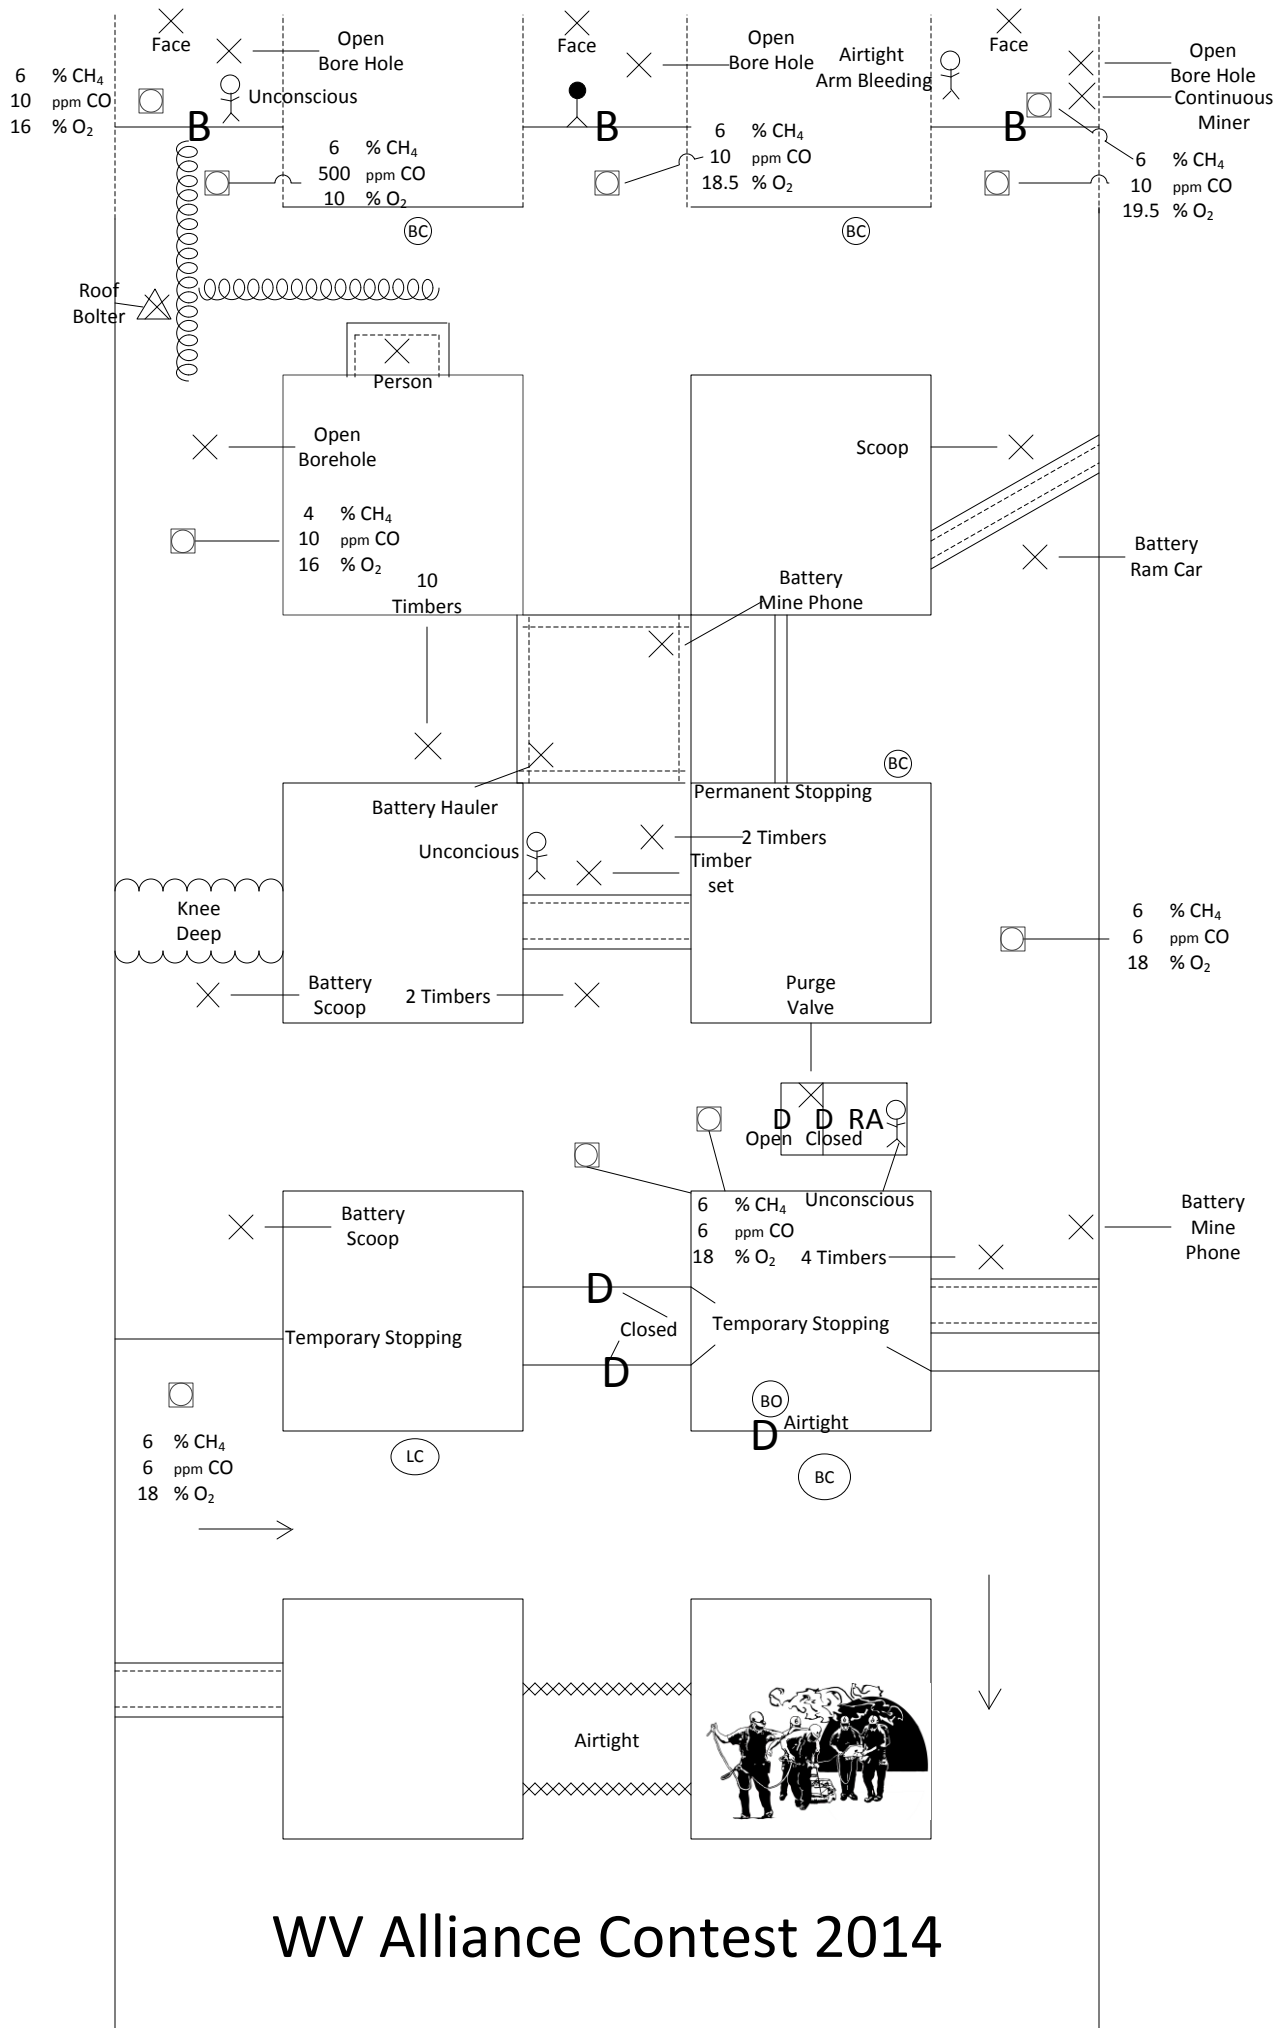 Face
Open
Bore Hole
Face
Open
Bore Hole
Airtight
Arm Bleeding
Face
Open
Bore Hole
Continuous
Miner
6 % CH₄
10 ppm CO
16 % O₂
Unconscious
B
B
B
6 % CH₄
500 ppm CO
10 % O₂
6 % CH₄
10 ppm CO
18.5 % O₂
6 % CH₄
10 ppm CO
19.5 % O₂
BC
BC
Roof
Bolter
Person
Open
Borehole
Scoop
4 % CH₄
10 ppm CO
16 % O₂
10
Timbers
Battery
Mine Phone
Battery
Ram Car
BC
Battery Hauler
Permanent Stopping
Unconcious
2 Timbers
Timber
set
Knee
Deep
6 % CH₄
6 ppm CO
18 % O₂
Battery
Scoop
2 Timbers
Purge
Valve
D D RA
Open Closed
Unconscious
Battery
Scoop
6 % CH₄
6 ppm CO
18 % O₂
4 Timbers
Battery
Mine
Phone
D
Closed
Temporary Stopping
Temporary Stopping
D
BO
Airtight
D
6 % CH₄
6 ppm CO
18 % O₂
LC
BC
Airtight
WV Alliance Contest 2014